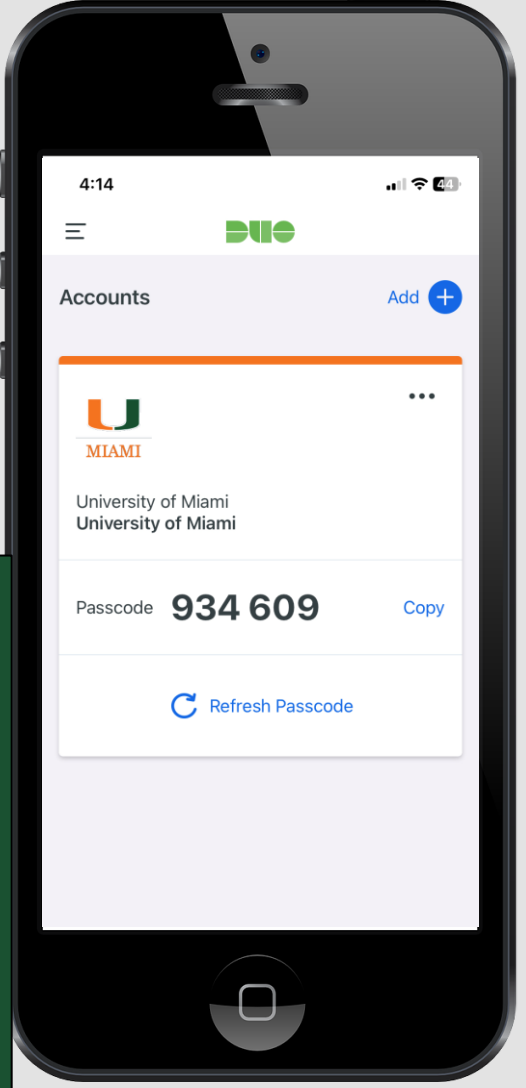 4:14
44
DUO
Accounts
Add
MIAMI
University of Miami
University of Miami
Passcode 934 609 Copy
Refresh Passcode